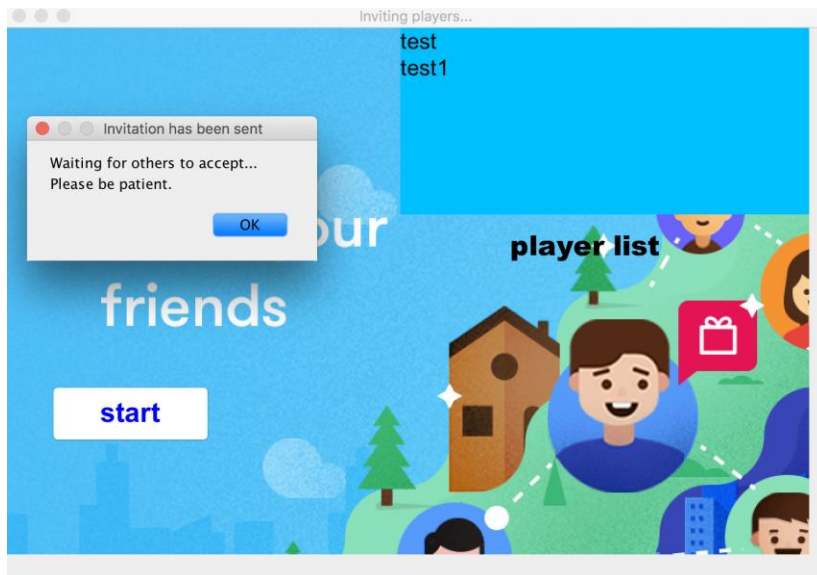 Inviting players...
test
test1
Invitation has been sent
Waiting for others to accept...
Please be patient.
OK
player list
friends
start